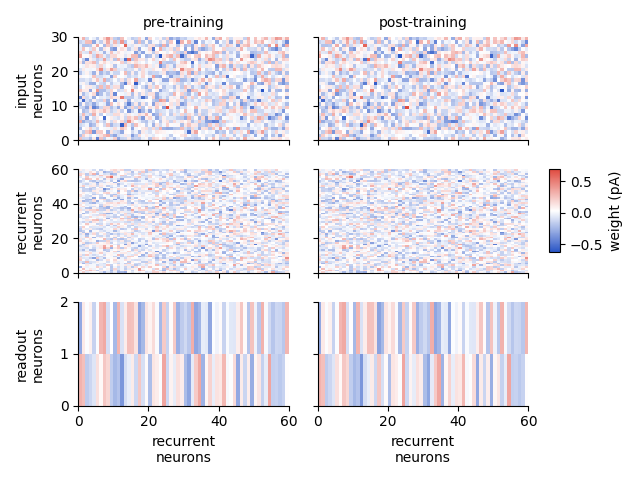 pre-training
post-training
30
20
10
0
input
neurons
60
40
20
0
recurrent
neurons
0.5
0.0
−0.5
weight (pA)
2
1
0
readout
neurons
0
20
40
60
0
20
40
60
recurrent
neurons
recurrent
neurons